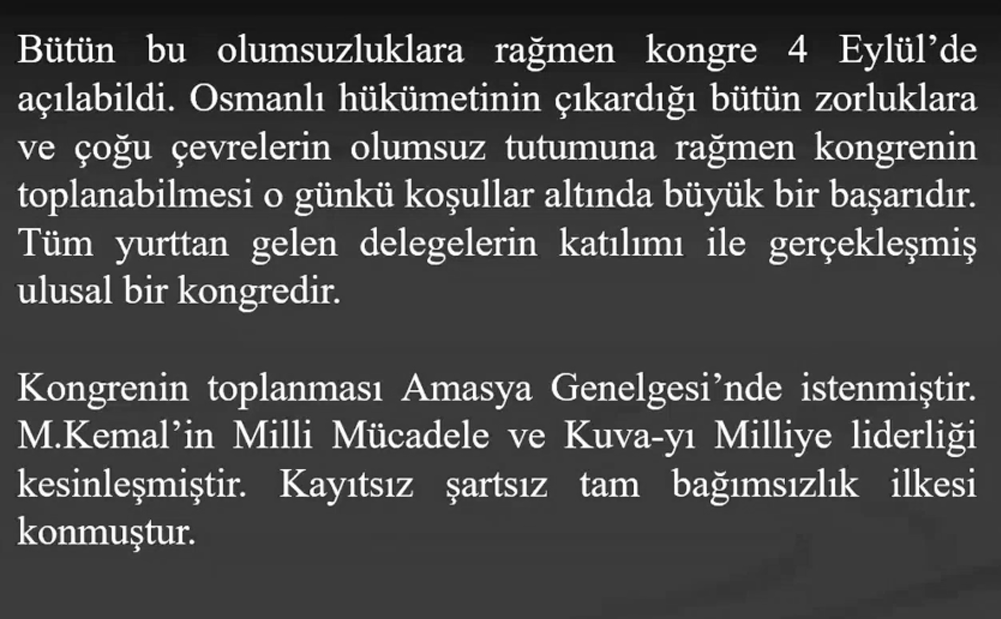 Bütün bu olumsuzluklara rağmen kongre 4 Eylül’de
açılabildi. Osmanlı hükümetinin çıkardığı bütün zorluklara
ve çoğu çevrelerin olumsuz tutumuna rağmen kongrenin
toplanabilmesi o günkü koşullar altında büyük bir başarıdır.
Tüm yurttan gelen delegelerin katılımı ile gerçekleşmiş
ulusal bir kongredir.
Kongrenin toplanması Amasya Genelgesi’nde istenmiştir.
M.Kemal’in Milli Mücadele ve Kuva-yı Milliye liderliği
kesinleşmiştir. Kayıtsız şartsız tam bağımsızlık ilkesi
konmuştur.